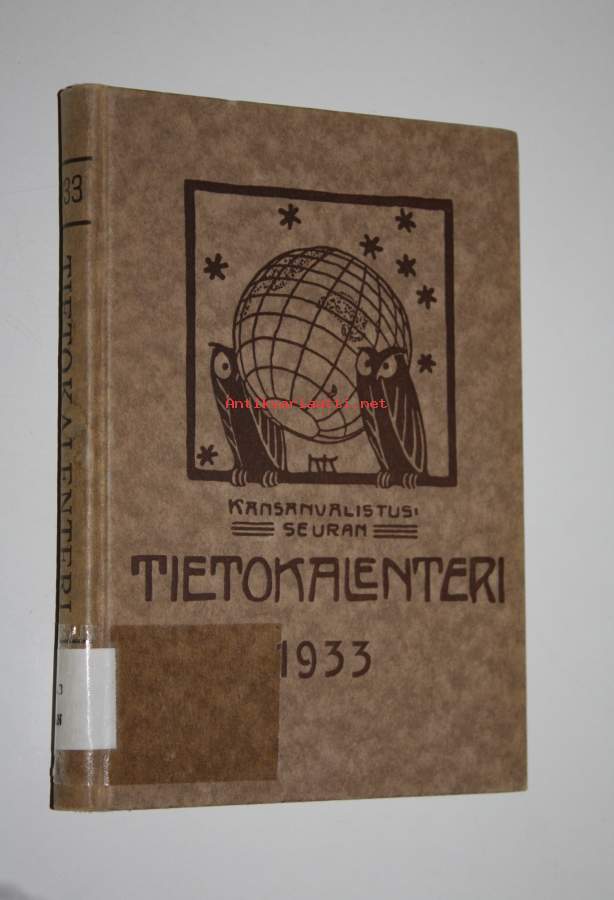 33
TIETOKALENTERI
KANSANVALISTUS-
SEURAN
TIETOKALENTERI
1933
Antikvariaatti.net